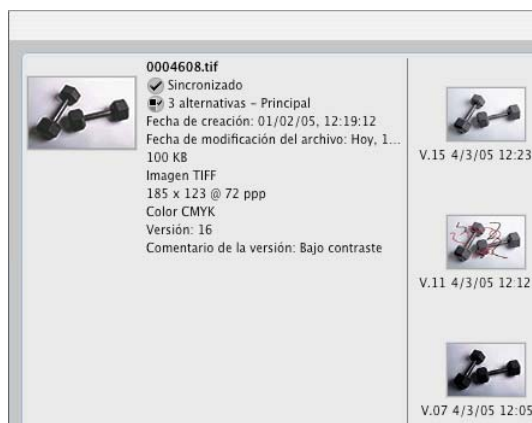 0004608.tif
Sincronizado
3 alternativas – Principal
Fecha de creación: 01/02/05, 12:19:12
Fecha de modificación del archivo: Hoy, 1...
100 KB
Imagen TIFF
185 x 123 @ 72 ppp
Color CMYK
Versión: 16
Comentario de la versión: Bajo contraste
V.15 4/3/05 12:23
V.11 4/3/05 12:12
V.07 4/3/05 12:05